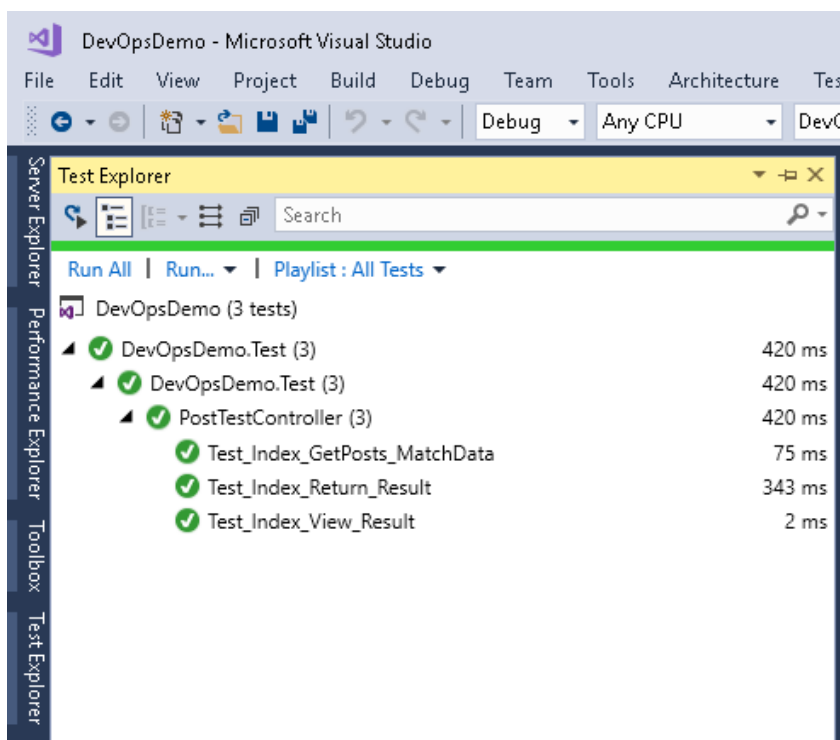 DevOpsDemo - Microsoft Visual Studio
File Edit View Project Build Debug Team Tools Architecture
Debug Any CPU
Server Explorer
Performance Explorer
Toolbox
Test Explorer
Test Explorer
Search
Run All | Run... | Playlist : All Tests
DevOpsDemo (3 tests)
DevOpsDemo.Test (3) 420 ms
DevOpsDemo.Test (3) 420 ms
PostTestController (3) 420 ms
Test_Index_GetPosts_MatchData 75 ms
Test_Index_Return_Result 343 ms
Test_Index_View_Result 2 ms